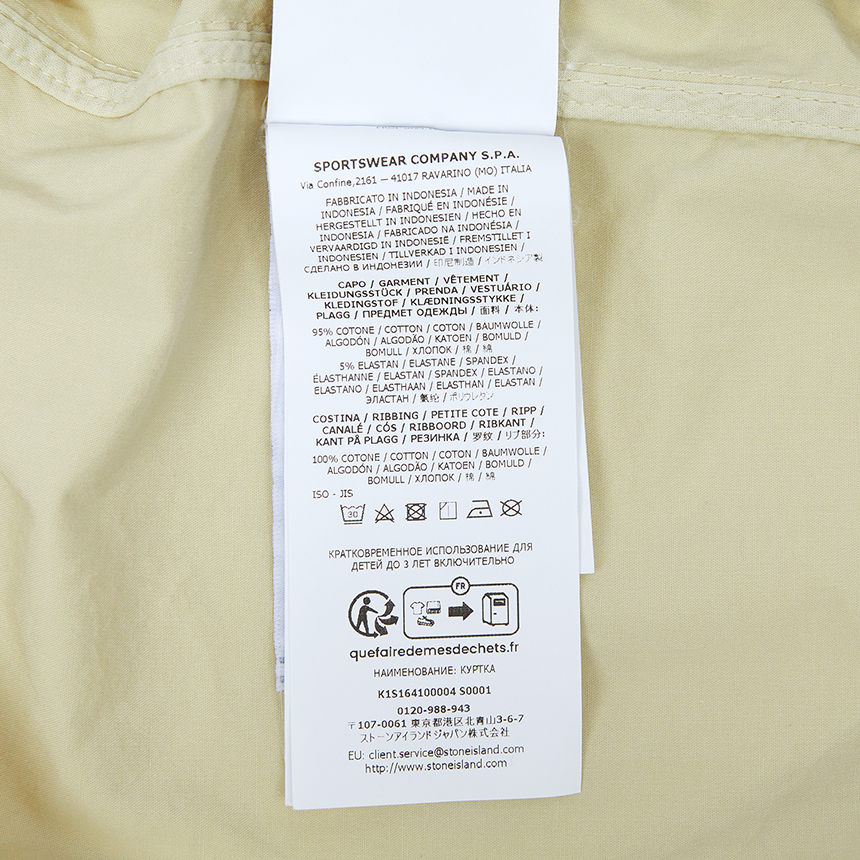 SPORTSWEAR COMPANY S.P.A.
Via Confine,2161 — 41017 RAVARINO (MO) ITALIA
FABBRICATO IN INDONESIA / MADE IN
INDONESIA / FABRIQUÉ EN INDONÉSIE /
HERGESTELLT IN INDONESIEN / HECHO EN
INDONESIA / FABRICADO NA INDONÉSIA /
VERVAARDIGD IN INDONESIË / FREMSTILLET I
INDONESIEN / TILLVERKAD I INDONESIEN /
СДЕЛАНО В ИНДОНЕЗИИ / 印尼制造 / インドネシア製
CAPO / GARMENT / VÊTEMENT /
KLEIDUNGSSTÜCK / PRENDA / VESTUÁRIO /
KLEDINGSTOF / KLÆDNINGSSTYKKE /
PLAGG / ПРЕДМЕТ ОДЕЖДЫ / 面料 / 本体:
95% COTONE / COTTON / COTON / BAUMWOLLE /
ALGODÓN / ALGODÃO / KATOEN / BOMULD /
BOMULL / ХЛОПОК / 棉 / 綿
5% ELASTAN / ELASTANE / SPANDEX /
ÉLASTHANNE / ELASTAN / SPANDEX / ELASTANO /
ELASTANO / ELASTHAAN / ELASTHAN / ELASTAN /
ЭЛАСТАН / 氨纶 / ポリウレタン
COSTINA / RIBBING / PETITE COTE / RIPP /
CANALÉ / CÓS / RIBBOORD / RIBKANT /
KANT PÅ PLAGG / РЕЗИНКА / 罗纹 / リブ部分:
100% COTONE / COTTON / COTON / BAUMWOLLE /
ALGODÓN / ALGODÃO / KATOEN / BOMULD /
BOMULL / ХЛОПОК / 棉 / 綿
ISO - JIS
30
КРАТКОВРЕМЕННОЕ ИСПОЛЬЗОВАНИЕ ДЛЯ
ДЕТЕЙ ДО 3 ЛЕТ ВКЛЮЧИТЕЛЬНО
FR
quefairedemesdechets.fr
НАИМЕНОВАНИЕ: КУРТКА
K1S164100004 S0001
0120-988-943
〒107-0061 東京都港区北青山3-6-7
ストーンアイランドジャパン株式会社
EU: client.service@stoneisland.com
http://www.stoneisland.com